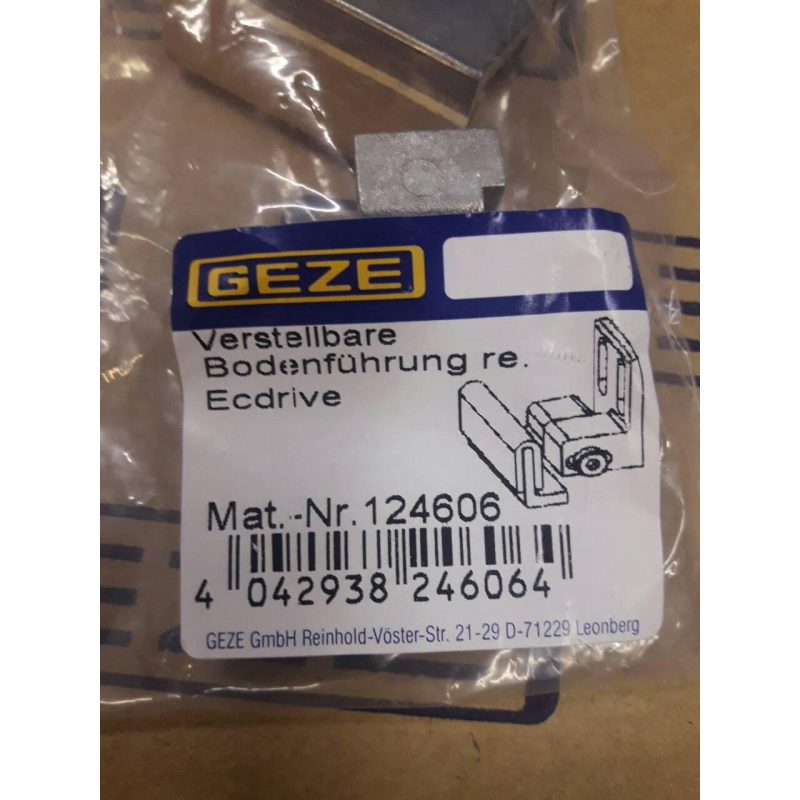 GEZE
Verstellbare
Bodenführung re.
Ecdrive
Mat.-Nr.124606
4 042938 246064
GEZE GmbH Reinhold-Vöster-Str. 21-29 D-71229 Leonberg